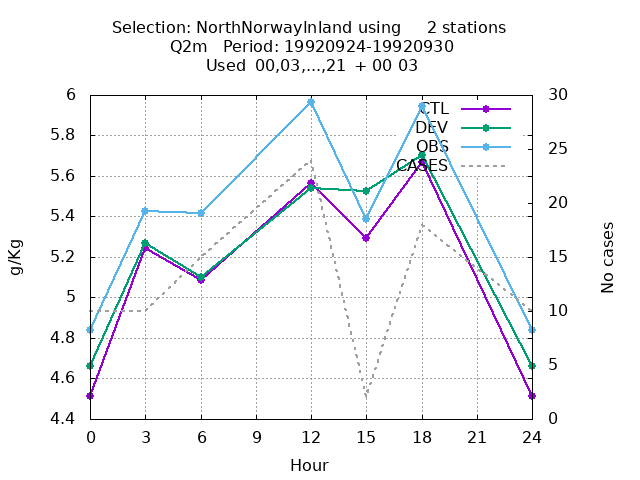 Selection: NorthNorwayInland using 2 stations
Q2m Period: 19920924-19920930
Used 00,03,...,21 + 00 03
6
5.8
5.6
5.4
5.2
5
4.8
4.6
4.4
g/Kg
30
25
20
15
10
5
0
No cases
CTL
DEV
OBS
CASES
0 3 6 9 12 15 18 21 24
Hour